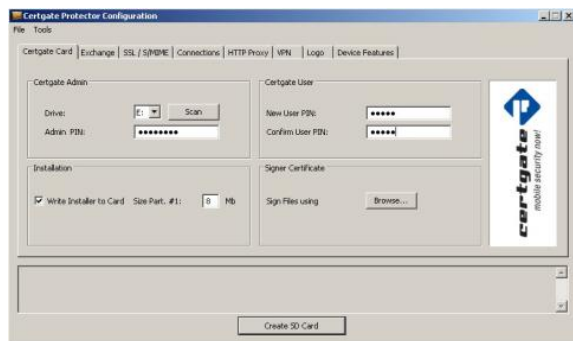 Certgate Protector Configuration
File Tools
Certgate Card Exchange SSL / S/MIME Connections HTTP Proxy VPN Logo Device Features
Certgate Admin
Drive: E: Scan
Admin PIN: ●●●●●●●●
Certgate User
New User PIN: ●●●●●
Confirm User PIN: ●●●●●
Installation
Write Installer to Card Size Part. #1: 8 Mb
Signer Certificate
Sign Files using Browse...
certgate
mobile security now!
Create SD Card